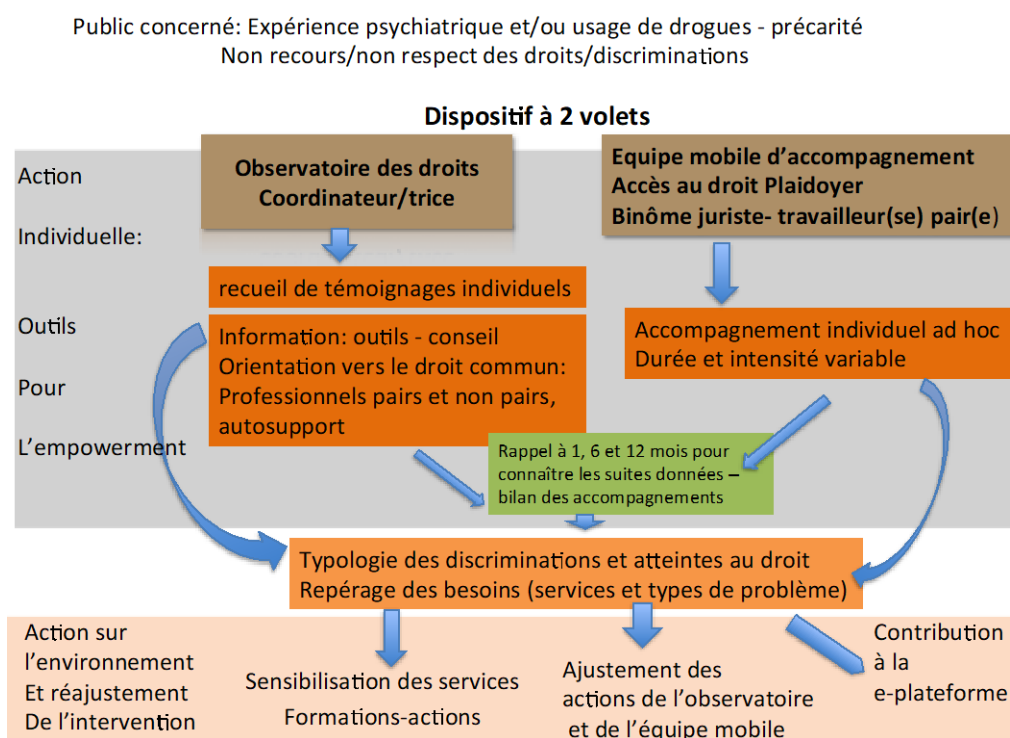 Public concerné: Expérience psychiatrique et/ou usage de drogues - précarité
Non recours/non respect des droits/discriminations
Dispositif à 2 volets
Action
Individuelle:
Outils
Pour
L’empowerment
Observatoire des droits
Coordinateur/trice
Equipe mobile d’accompagnement
Accès au droit Plaidoyer
Binôme juriste- travailleur(se) pair(e)
recueil de témoignages individuels
Information: outils - conseil
Orientation vers le droit commun:
Professionnels pairs et non pairs,
autosupport
Accompagnement individuel ad hoc
Durée et intensité variable
Rappel à 1, 6 et 12 mois pour
connaître les suites données –
bilan des accompagnements
Typologie des discriminations et atteintes au droit
Repérage des besoins (services et types de problème)
Action sur
l’environnement
Et réajustement
De l’intervention
Sensibilisation des services
Formations-actions
Ajustement des
actions de l’observatoire
et de l’équipe mobile
Contribution
à la
e-plateforme